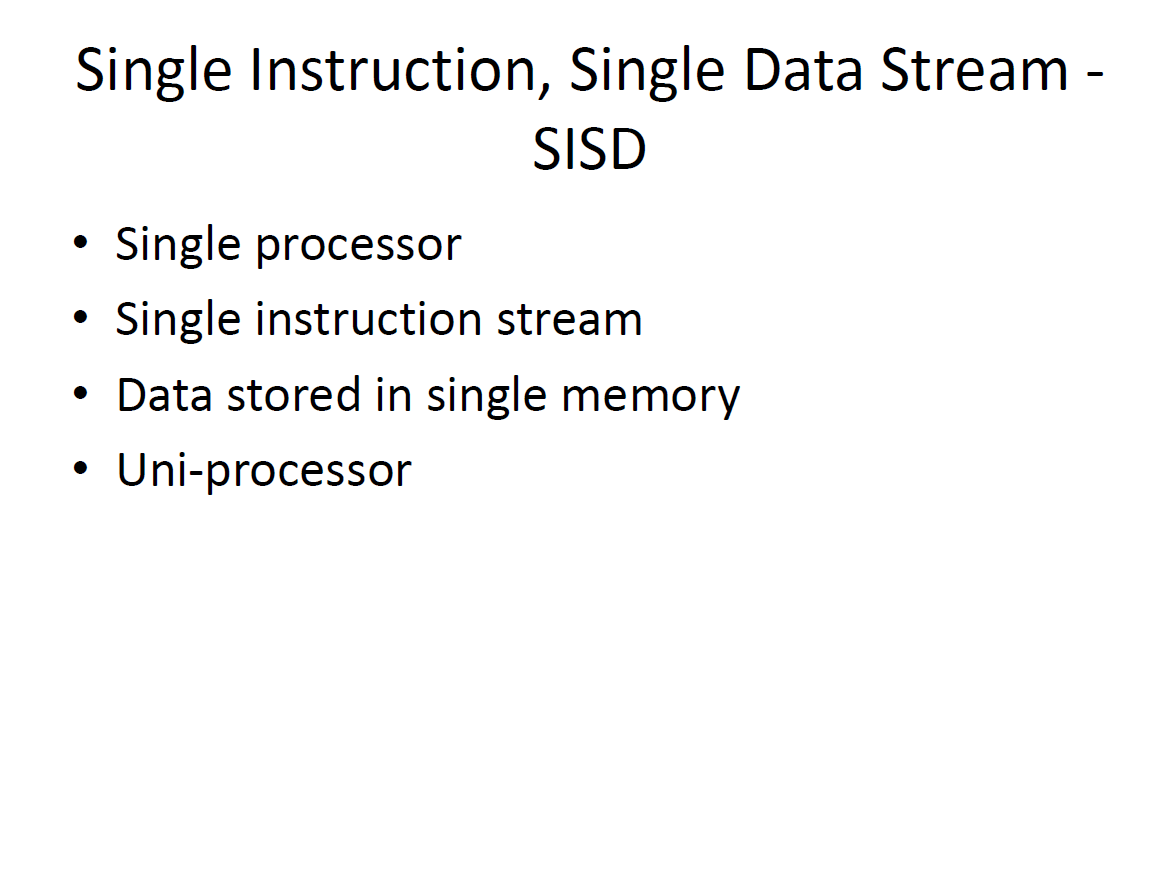 Single Instruction, Single Data Stream -
SISD
• Single processor
• Single instruction stream
• Data stored in single memory
• Uni-processor